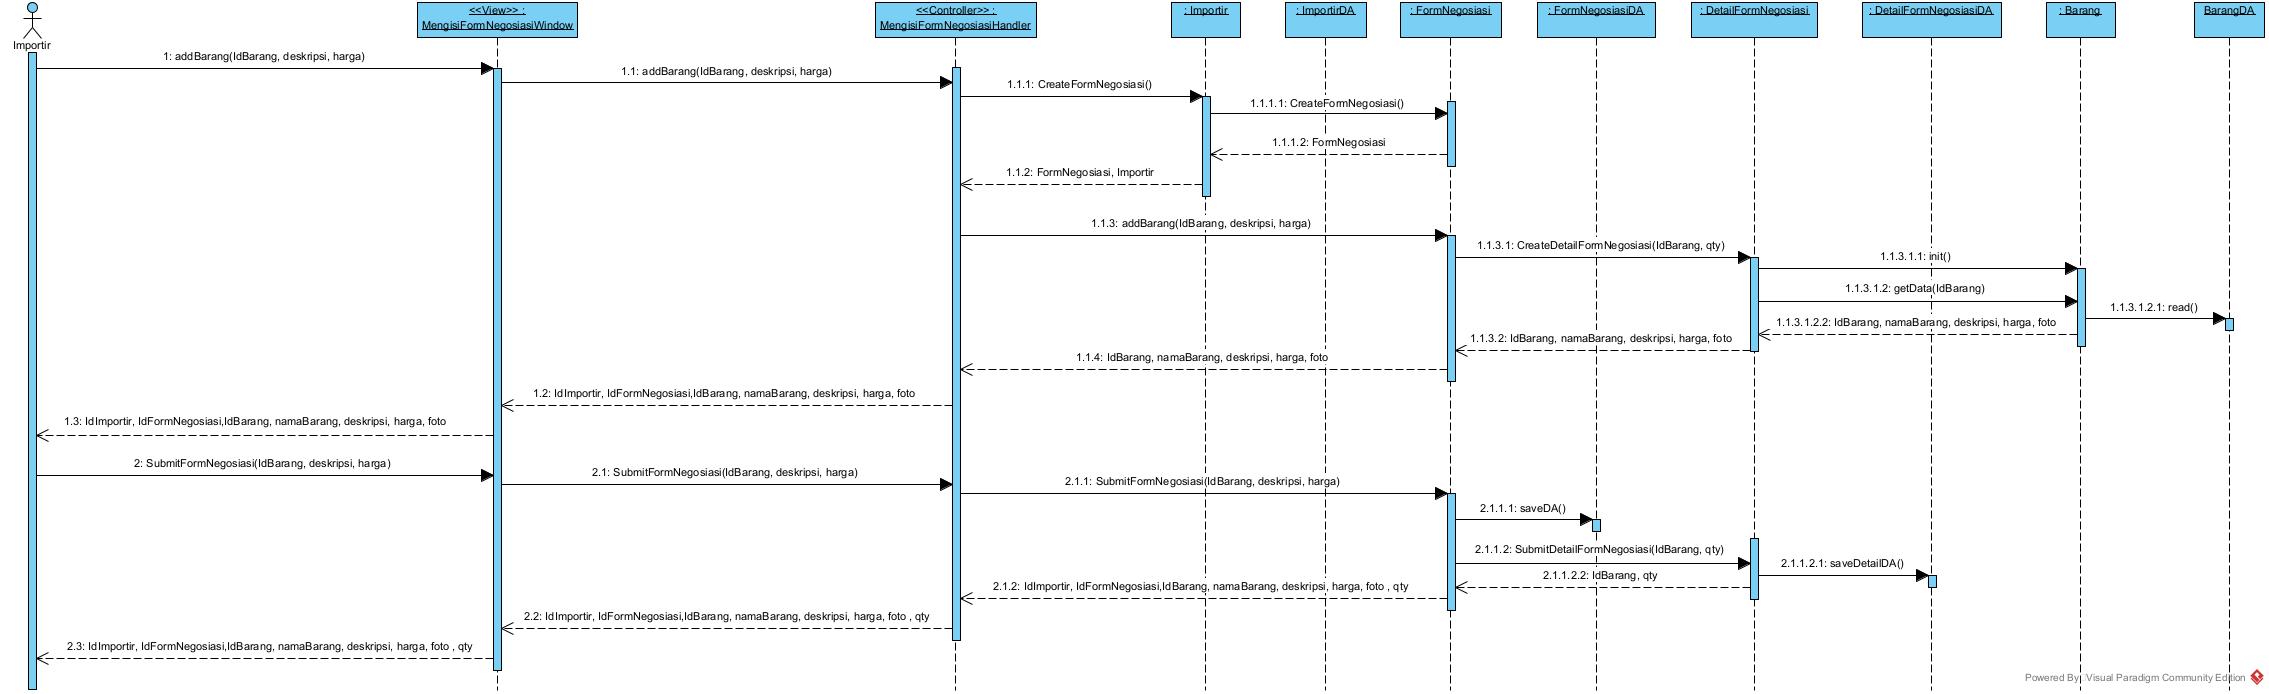 Importir
<<View>> :
MengisiFormNegosiasiWindow
<<Controller>> :
MengisiFormNegosiasiHandler
: Importir
: ImportirDA
: FormNegosiasi
: FormNegosiasiDA
: DetailFormNegosiasi
: DetailFormNegosiasiDA
: Barang
BarangDA
1: addBarang(IdBarang, deskripsi, harga)
1.1: addBarang(IdBarang, deskripsi, harga)
1.1.1: CreateFormNegosiasi()
1.1.1.1: CreateFormNegosiasi()
1.1.1.2: FormNegosiasi
1.1.2: FormNegosiasi, Importir
1.1.3: addBarang(IdBarang, deskripsi, harga)
1.1.3.1: CreateDetailFormNegosiasi(IdBarang, qty)
1.1.3.1.1: init()
1.1.3.1.2: getData(IdBarang)
1.1.3.1.2.1: read()
1.1.3.1.2.2: IdBarang, namaBarang, deskripsi, harga, foto
1.1.3.2: IdBarang, namaBarang, deskripsi, harga, foto
1.1.4: IdBarang, namaBarang, deskripsi, harga, foto
1.2: IdImportir, IdFormNegosiasi,IdBarang, namaBarang, deskripsi, harga, foto
1.3: IdImportir, IdFormNegosiasi,IdBarang, namaBarang, deskripsi, harga, foto
2: SubmitFormNegosiasi(IdBarang, deskripsi, harga)
2.1: SubmitFormNegosiasi(IdBarang, deskripsi, harga)
2.1.1: SubmitFormNegosiasi(IdBarang, deskripsi, harga)
2.1.1.1: saveDA()
2.1.1.2: SubmitDetailFormNegosiasi(IdBarang, qty)
2.1.1.2.1: saveDetailDA()
2.1.1.2.2: IdBarang, qty
2.1.2: IdImportir, IdFormNegosiasi,IdBarang, namaBarang, deskripsi, harga, foto , qty
2.2: IdImportir, IdFormNegosiasi,IdBarang, namaBarang, deskripsi, harga, foto , qty
2.3: IdImportir, IdFormNegosiasi,IdBarang, namaBarang, deskripsi, harga, foto , qty
Powered By Visual Paradigm Community Edition